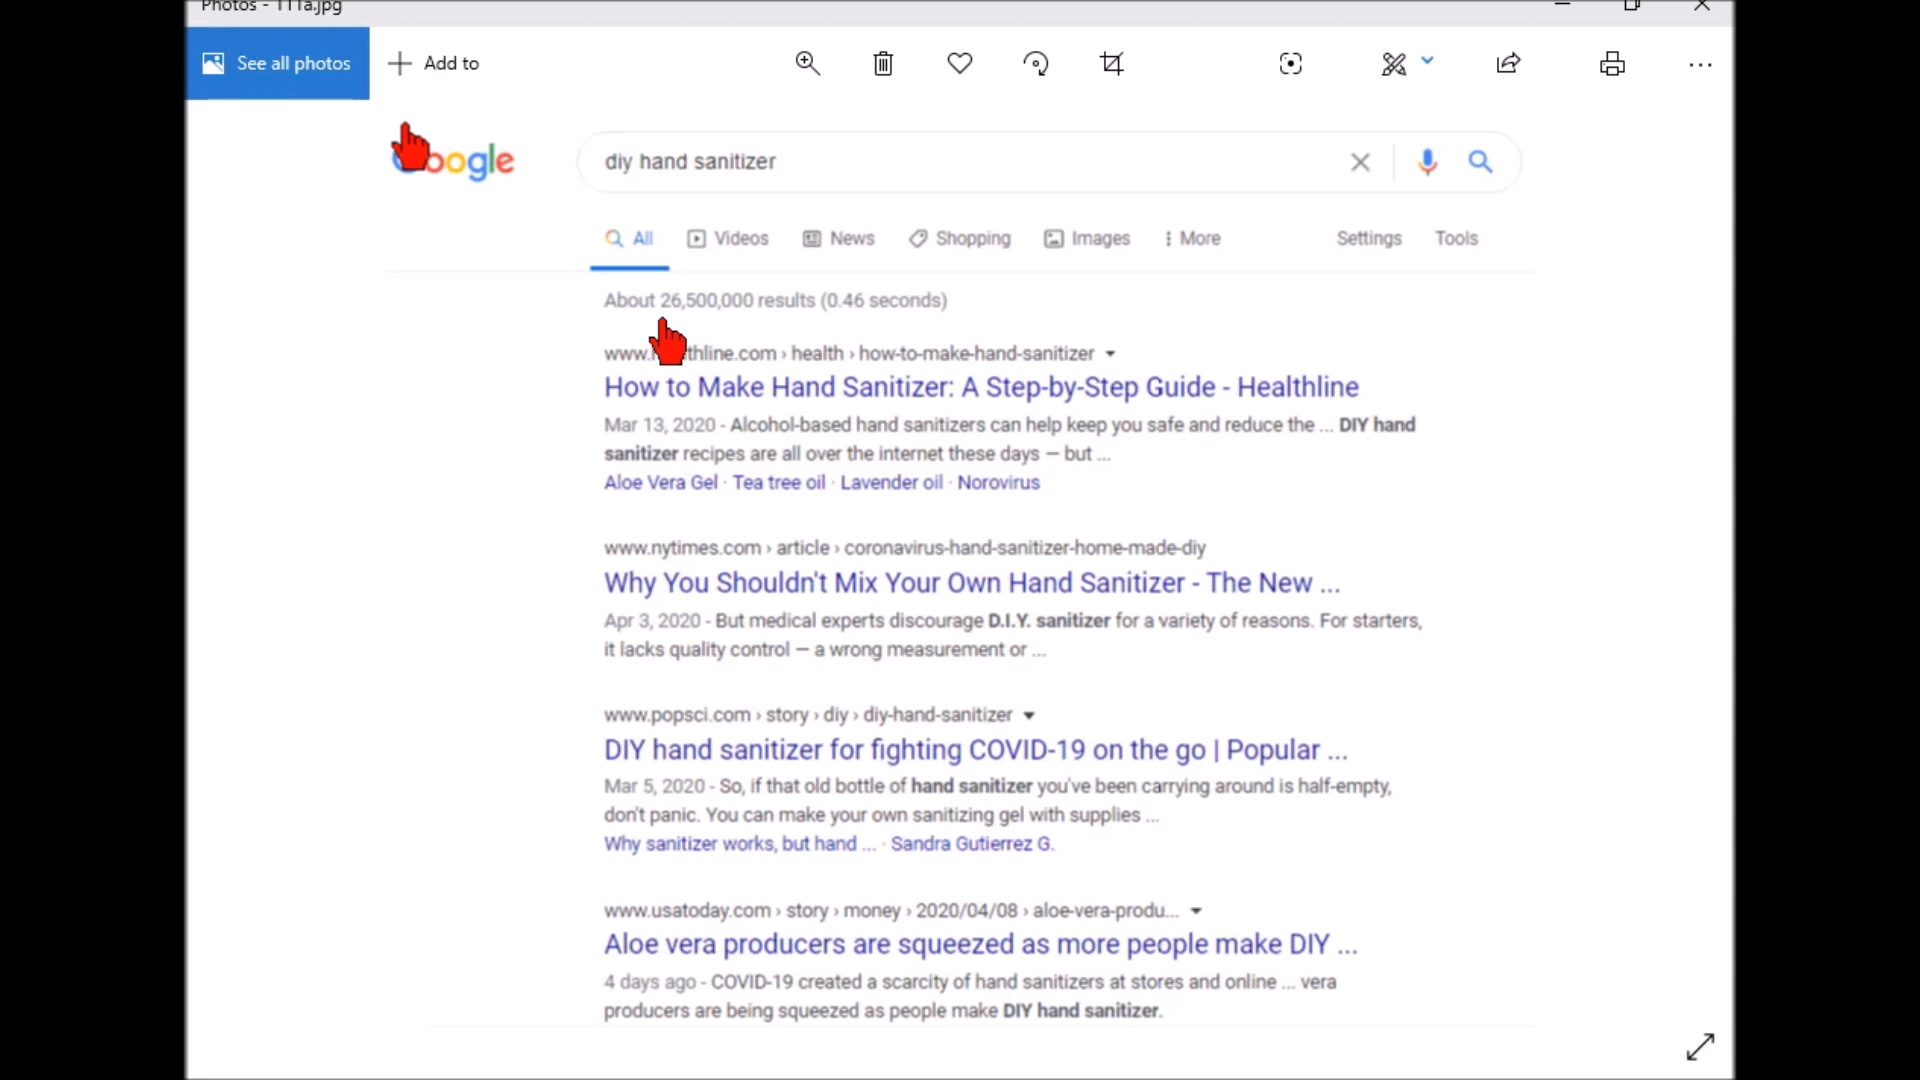 Photos - 111a.jpg
See all photos
Add to
Google
diy hand sanitizer
All
Videos
News
Shopping
Images
More
Settings
Tools
About 26,500,000 results (0.46 seconds)
www.healthline.com › health › how-to-make-hand-sanitizer
How to Make Hand Sanitizer: A Step-by-Step Guide - Healthline
Mar 13, 2020 - Alcohol-based hand sanitizers can help keep you safe and reduce the ... DIY hand
sanitizer recipes are all over the internet these days — but ...
Aloe Vera Gel · Tea tree oil · Lavender oil · Norovirus
www.nytimes.com › article › coronavirus-hand-sanitizer-home-made-diy
Why You Shouldn't Mix Your Own Hand Sanitizer - The New ...
Apr 3, 2020 - But medical experts discourage D.I.Y. sanitizer for a variety of reasons. For starters,
it lacks quality control — a wrong measurement or ...
www.popsci.com › story › diy › diy-hand-sanitizer
DIY hand sanitizer for fighting COVID-19 on the go | Popular ...
Mar 5, 2020 - So, if that old bottle of hand sanitizer you've been carrying around is half-empty,
don't panic. You can make your own sanitizing gel with supplies ...
Why sanitizer works, but hand ... · Sandra Gutierrez G.
www.usatoday.com › story › money › 2020/04/08 › aloe-vera-produ...
Aloe vera producers are squeezed as more people make DIY ...
4 days ago - COVID-19 created a scarcity of hand sanitizers at stores and online ... vera
producers are being squeezed as people make DIY hand sanitizer.